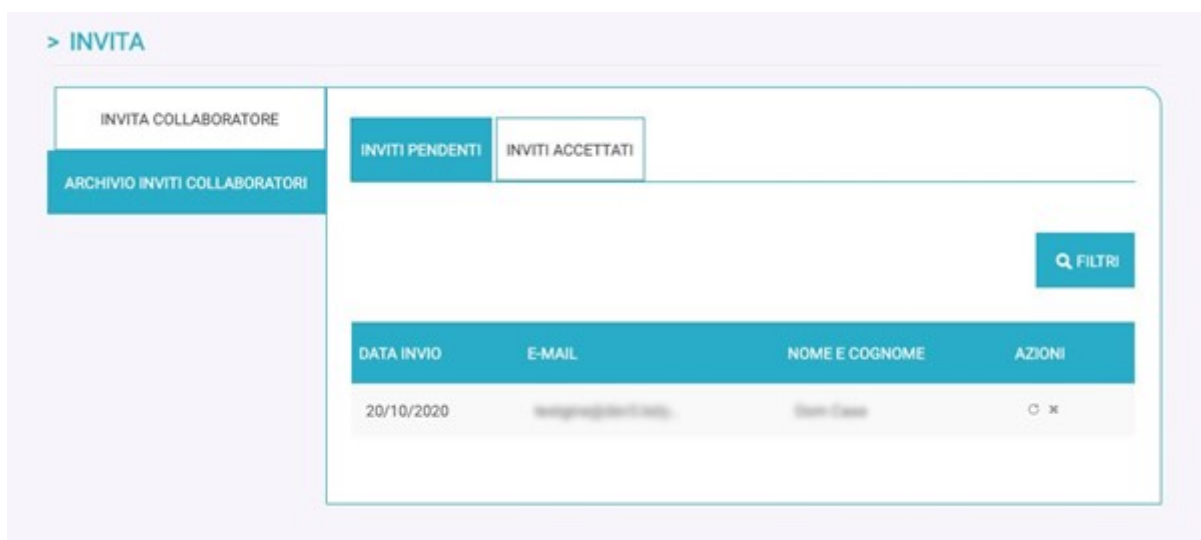 > INVITA
INVITA COLLABORATORE
ARCHIVIO INVITI COLLABORATORI
INVITI PENDENTI
INVITI ACCETTATI
FILTRI
DATA INVIO E-MAIL NOME E COGNOME AZIONI
20/10/2020